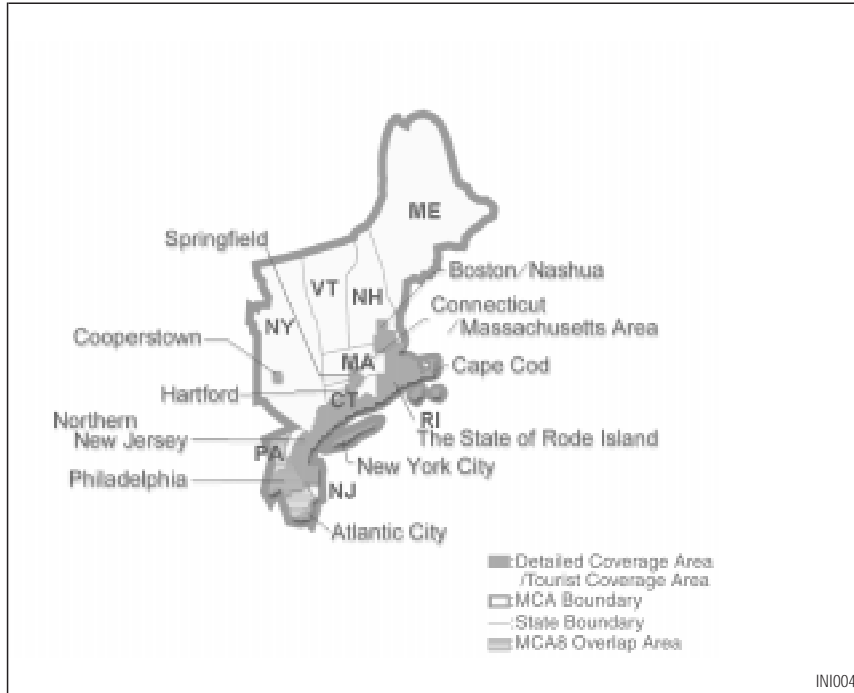 ME
Springfield
Boston/Nashua
VT
NH
Connecticut
/Massachusetts Area
NY
Cooperstown
MA
Cape Cod
Hartford
CT
RI
Northern
New Jersey
The State of Rode Island
PA
New York City
Philadelphia
NJ
Atlantic City
:Detailed Coverage Area
/Tourist Coverage Area
:MCA Boundary
:State Boundary
:MCA8 Overlap Area
INI004